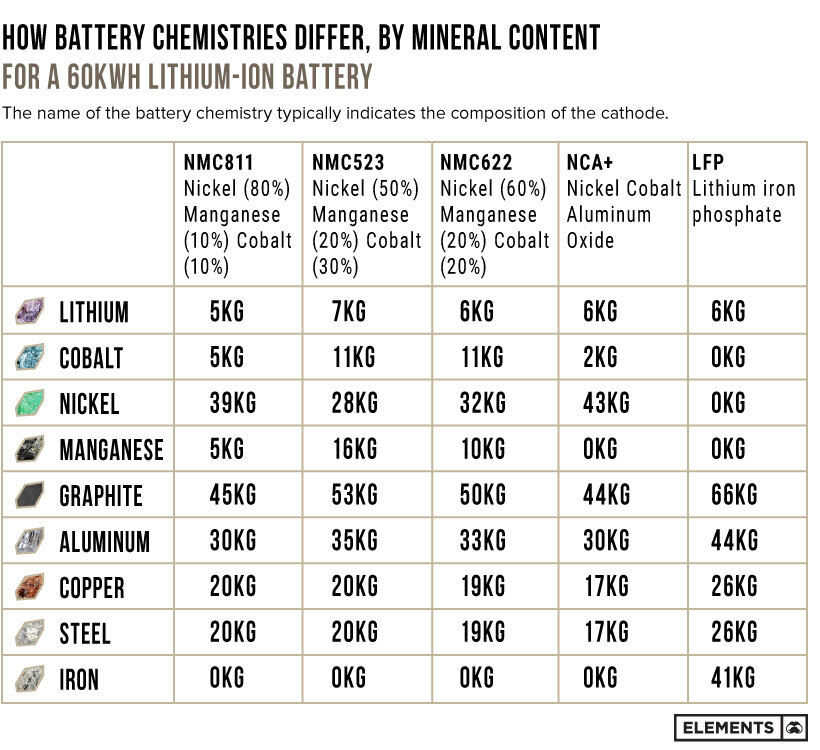 HOW BATTERY CHEMISTRIES DIFFER, BY MINERAL CONTENT
FOR A 60KWH LITHIUM-ION BATTERY
The name of the battery chemistry typically indicates the composition of the cathode.
NMC811
Nickel (80%)
Manganese
(10%) Cobalt
(10%)
NMC523
Nickel (50%)
Manganese
(20%) Cobalt
(30%)
NMC622
Nickel (60%)
Manganese
(20%) Cobalt
(20%)
NCA+
Nickel Cobalt
Aluminum
Oxide
LFP
Lithium iron
phosphate
LITHIUM 5KG 7KG 6KG 6KG 6KG
COBALT 5KG 11KG 11KG 2KG 0KG
NICKEL 39KG 28KG 32KG 43KG 0KG
MANGANESE 5KG 16KG 10KG 0KG 0KG
GRAPHITE 45KG 53KG 50KG 44KG 66KG
ALUMINUM 30KG 35KG 33KG 30KG 44KG
COPPER 20KG 20KG 19KG 17KG 26KG
STEEL 20KG 20KG 19KG 17KG 26KG
IRON 0KG 0KG 0KG 0KG 41KG
ELEMENTS